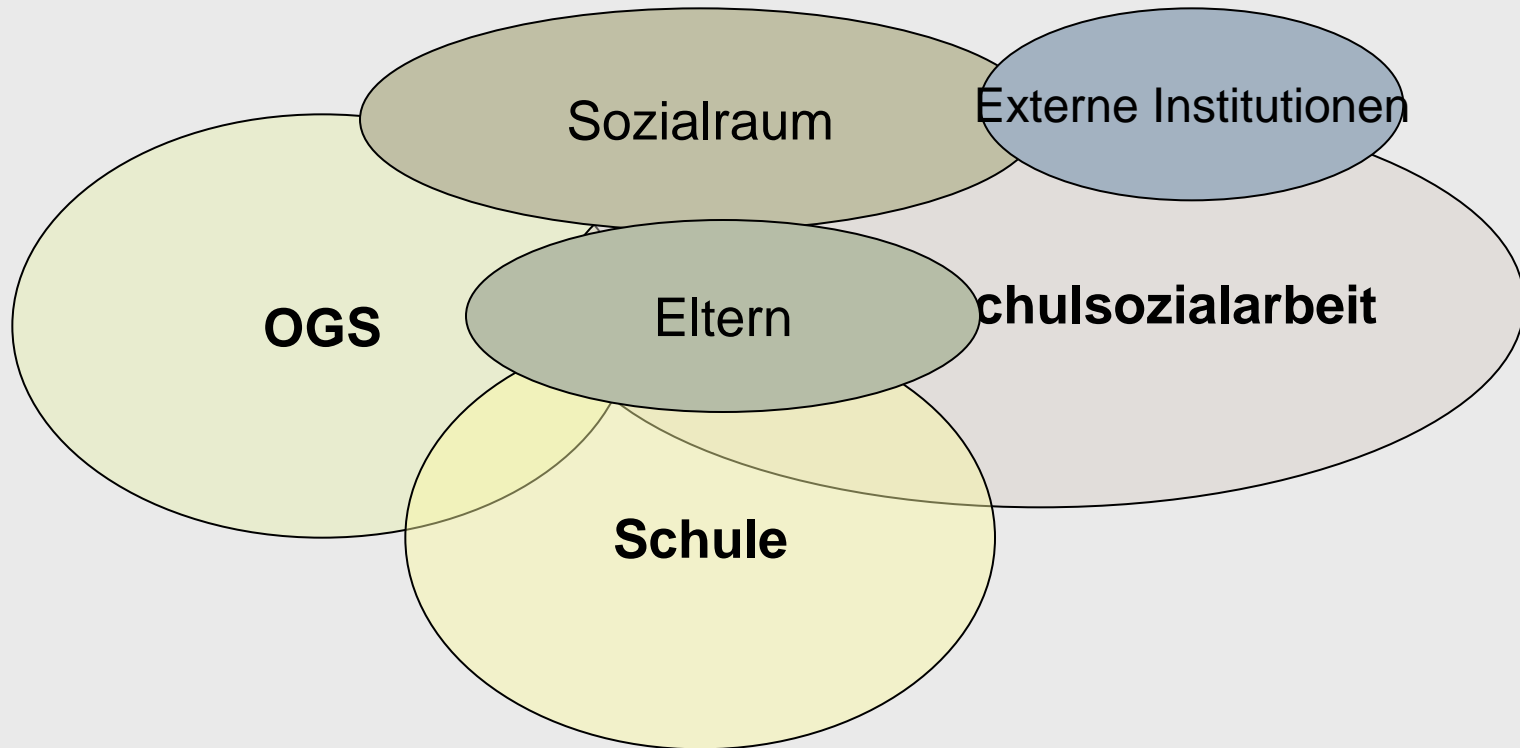 Sozialraum
Externe Institutionen
OGS
Eltern
chulsozialarbeit
Schule